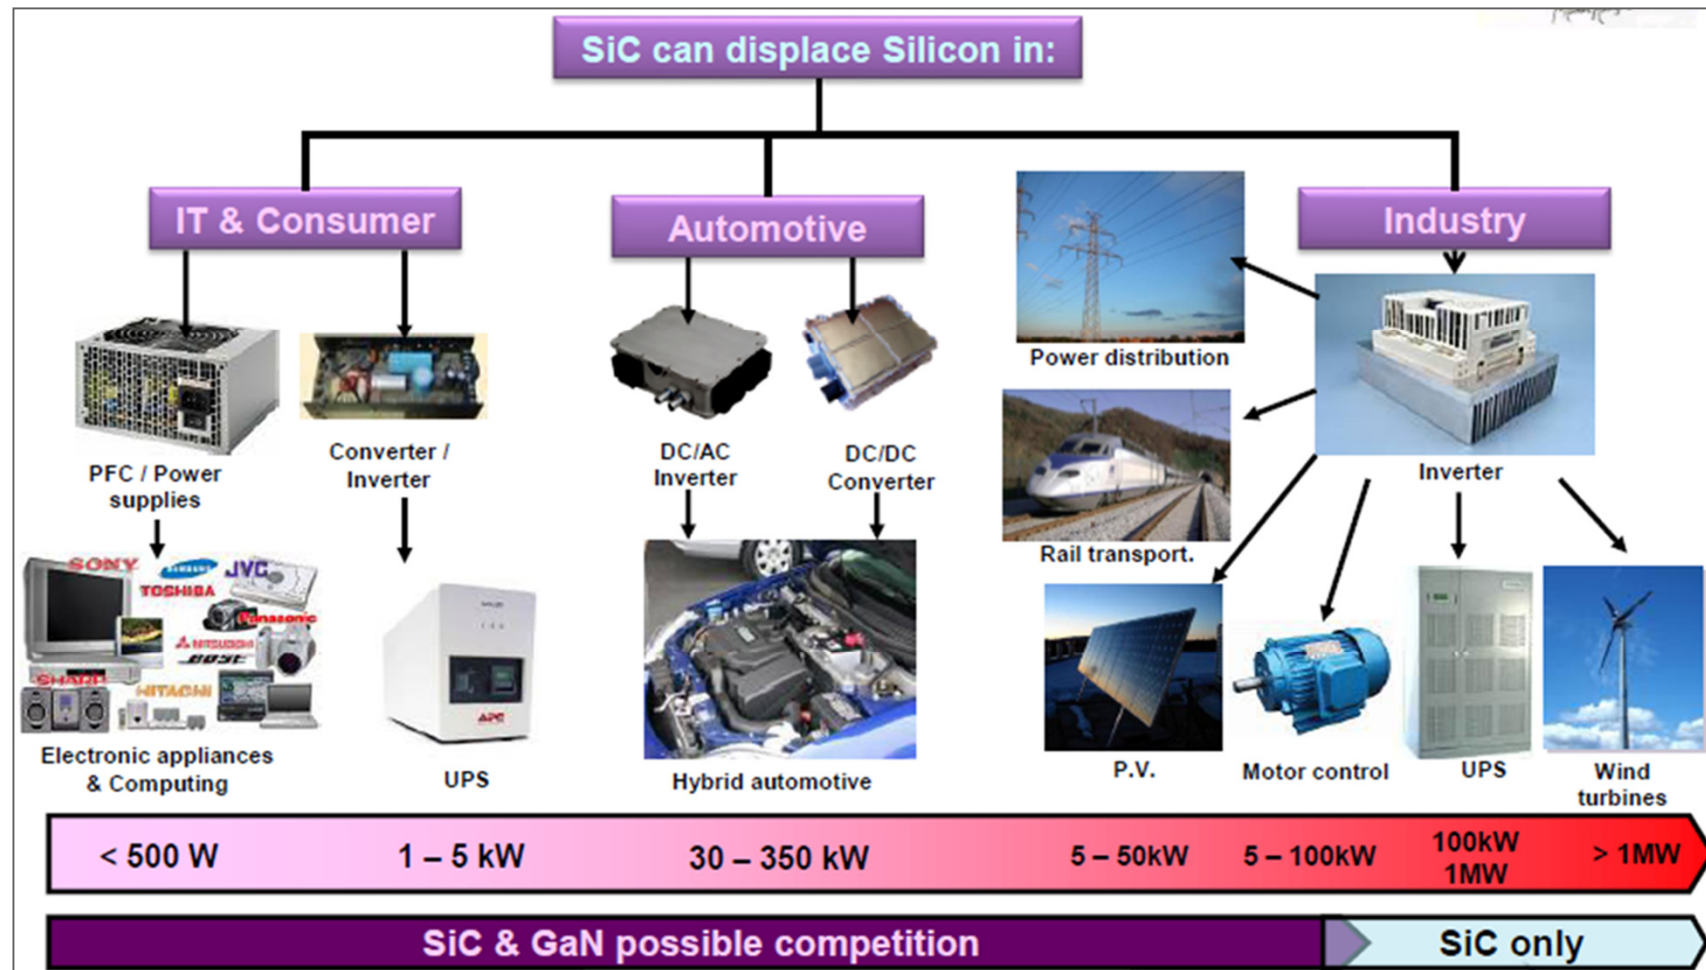 SiC can displace Silicon in:
IT & Consumer
Automotive
Industry
Power distribution
PFC / Power
supplies
Converter /
Inverter
DC/AC
Inverter
DC/DC
Converter
Inverter
Rail transport.
SONY
SAMSUNG
JVC
TOSHIBA
Panasonic
MITSUBISHI
BOSE
SHARP
HITACHI
APC
Electronic appliances
& Computing
UPS
Hybrid automotive
P.V.
Motor control
UPS
Wind
turbines
< 500 W
1 – 5 kW
30 – 350 kW
5 – 50kW
5 – 100kW
100kW
1MW
> 1MW
SiC & GaN possible competition
SiC only